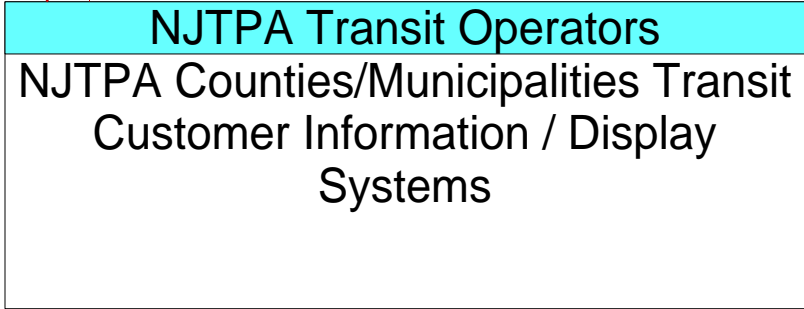 NJTPA Transit Operators
NJTPA Counties/Municipalities Transit
Customer Information / Display
Systems